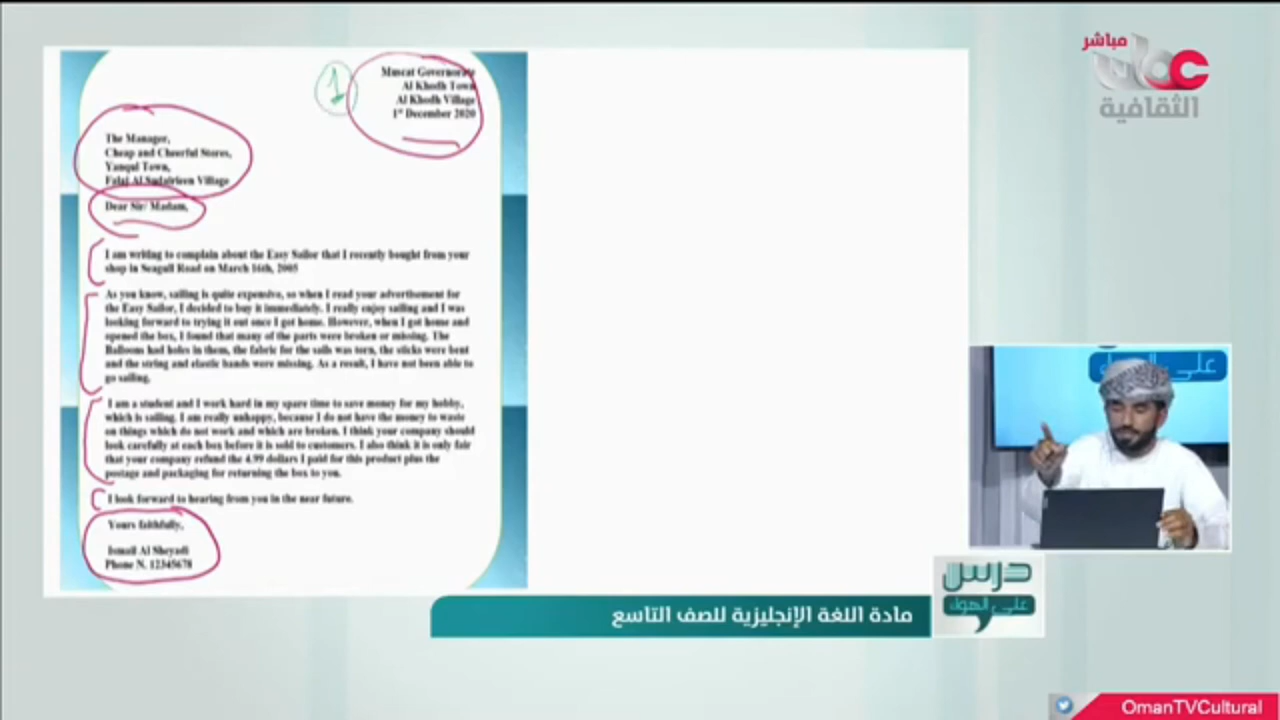 مباشر
عمان
الثقافية
1
Muscat Governorate
Al Khodh Town
Al Khodh Village
1st December 2020
The Manager,
Cheap and Cheerful Stores,
Yanqul Town,
Falaj Al Sudairieen Village
Dear Sir/ Madam,
I am writing to complain about the Easy Sailor that I recently bought from your
shop in Seagull Road on March 16th, 2005
As you know, sailing is quite expensive, so when I read your advertisement for
the Easy Sailor, I decided to buy it immediately. I really enjoy sailing and I was
looking forward to trying it out once I got home. However, when I got home and
opened the box, I found that many of the parts were broken or missing. The
Balloons had holes in them, the fabric for the sails was torn, the sticks were bent
and the string and elastic bands were missing. As a result, I have not been able to
go sailing.
I am a student and I work hard in my spare time to save money for my hobby,
which is sailing. I am really unhappy, because I do not have the money to waste
on things which do not work and which are broken. I think your company should
look carefully at each box before it is sold to customers. I also think it is only fair
that your company refund the 4.99 dollars I paid for this product plus the
postage and packaging for returning the box to you.
I look forward to hearing from you in the near future.
Yours faithfully,
Ismail Al Sheyadi
Phone N. 12345678
على الهواء
درس
على الهواء
مادة اللغة الإنجليزية للصف التاسع
OmanTVCultural